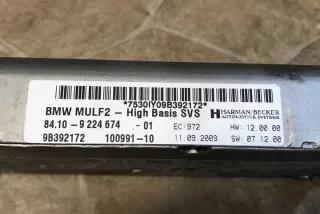 *7530IY09B392172*
BMW MULF2 - High Basis SVS
HARMAN/BECKER
AUTOMOTIVE SYSTEMS
84.10 - 9 224 674 - 01
EC: 972
HW: 12.00.00
9B392172
100991-10
11.09.2009
SW: 07.12.00